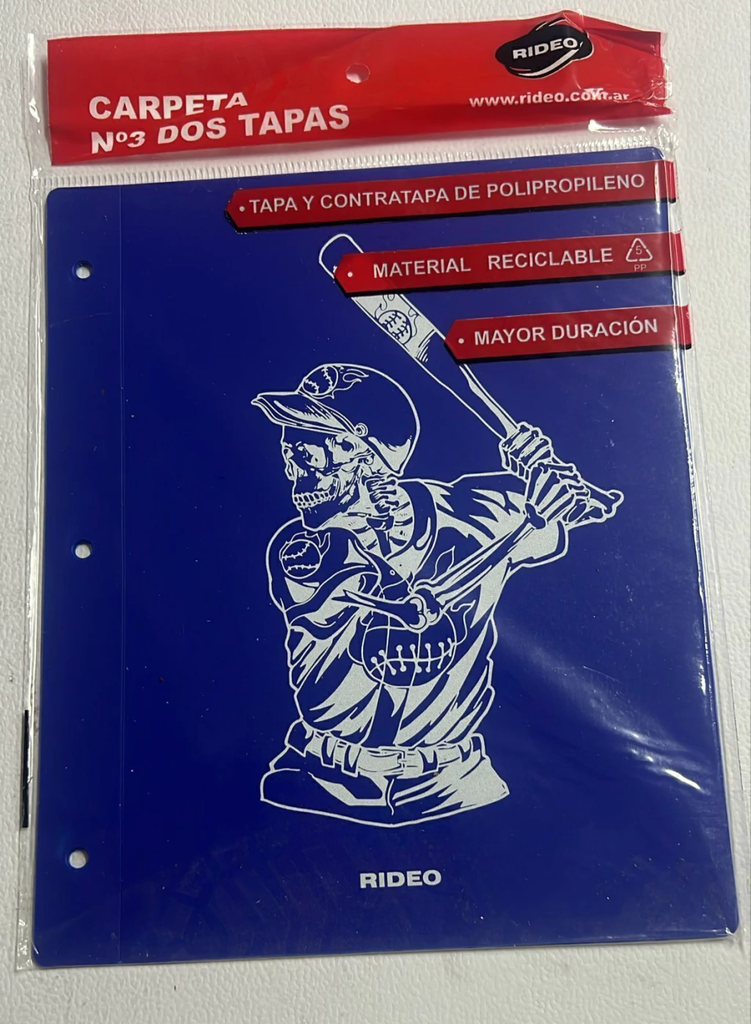 RIDEO
www.rideo.com.ar
CARPETA
Nº3 DOS TAPAS
• TAPA Y CONTRATAPA DE POLIPROPILENO
• MATERIAL RECICLABLE 5
PP
• MAYOR DURACIÓN
RIDEO